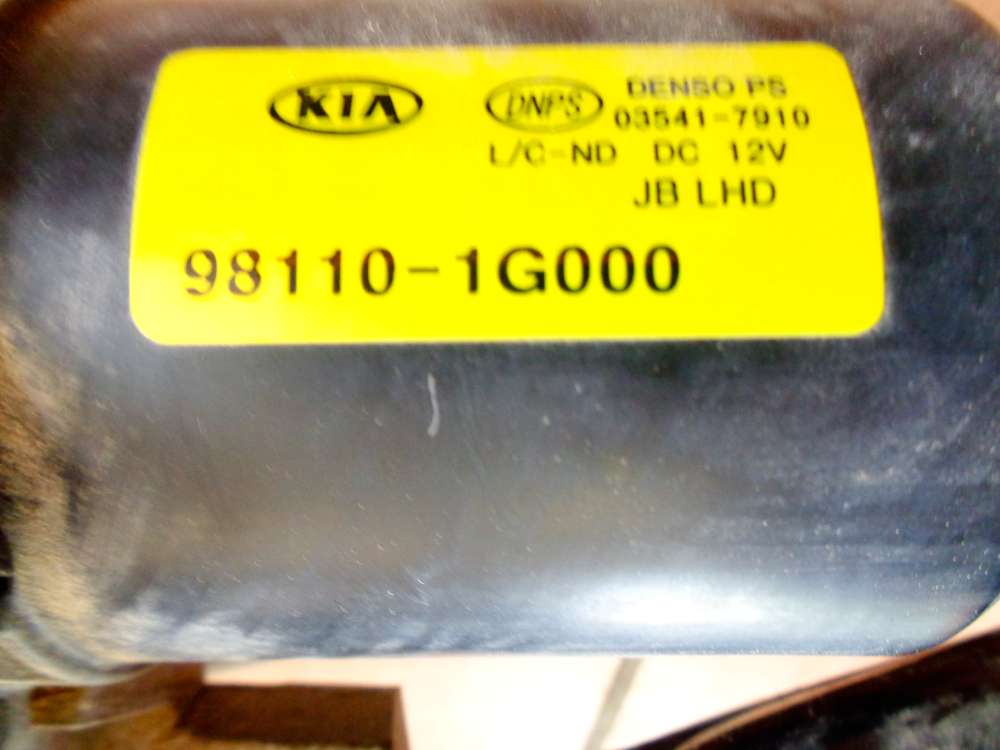 KIA DNPS DENSO PS
03541-7910
L/C-ND DC 12V
JB LHD
98110-1G000